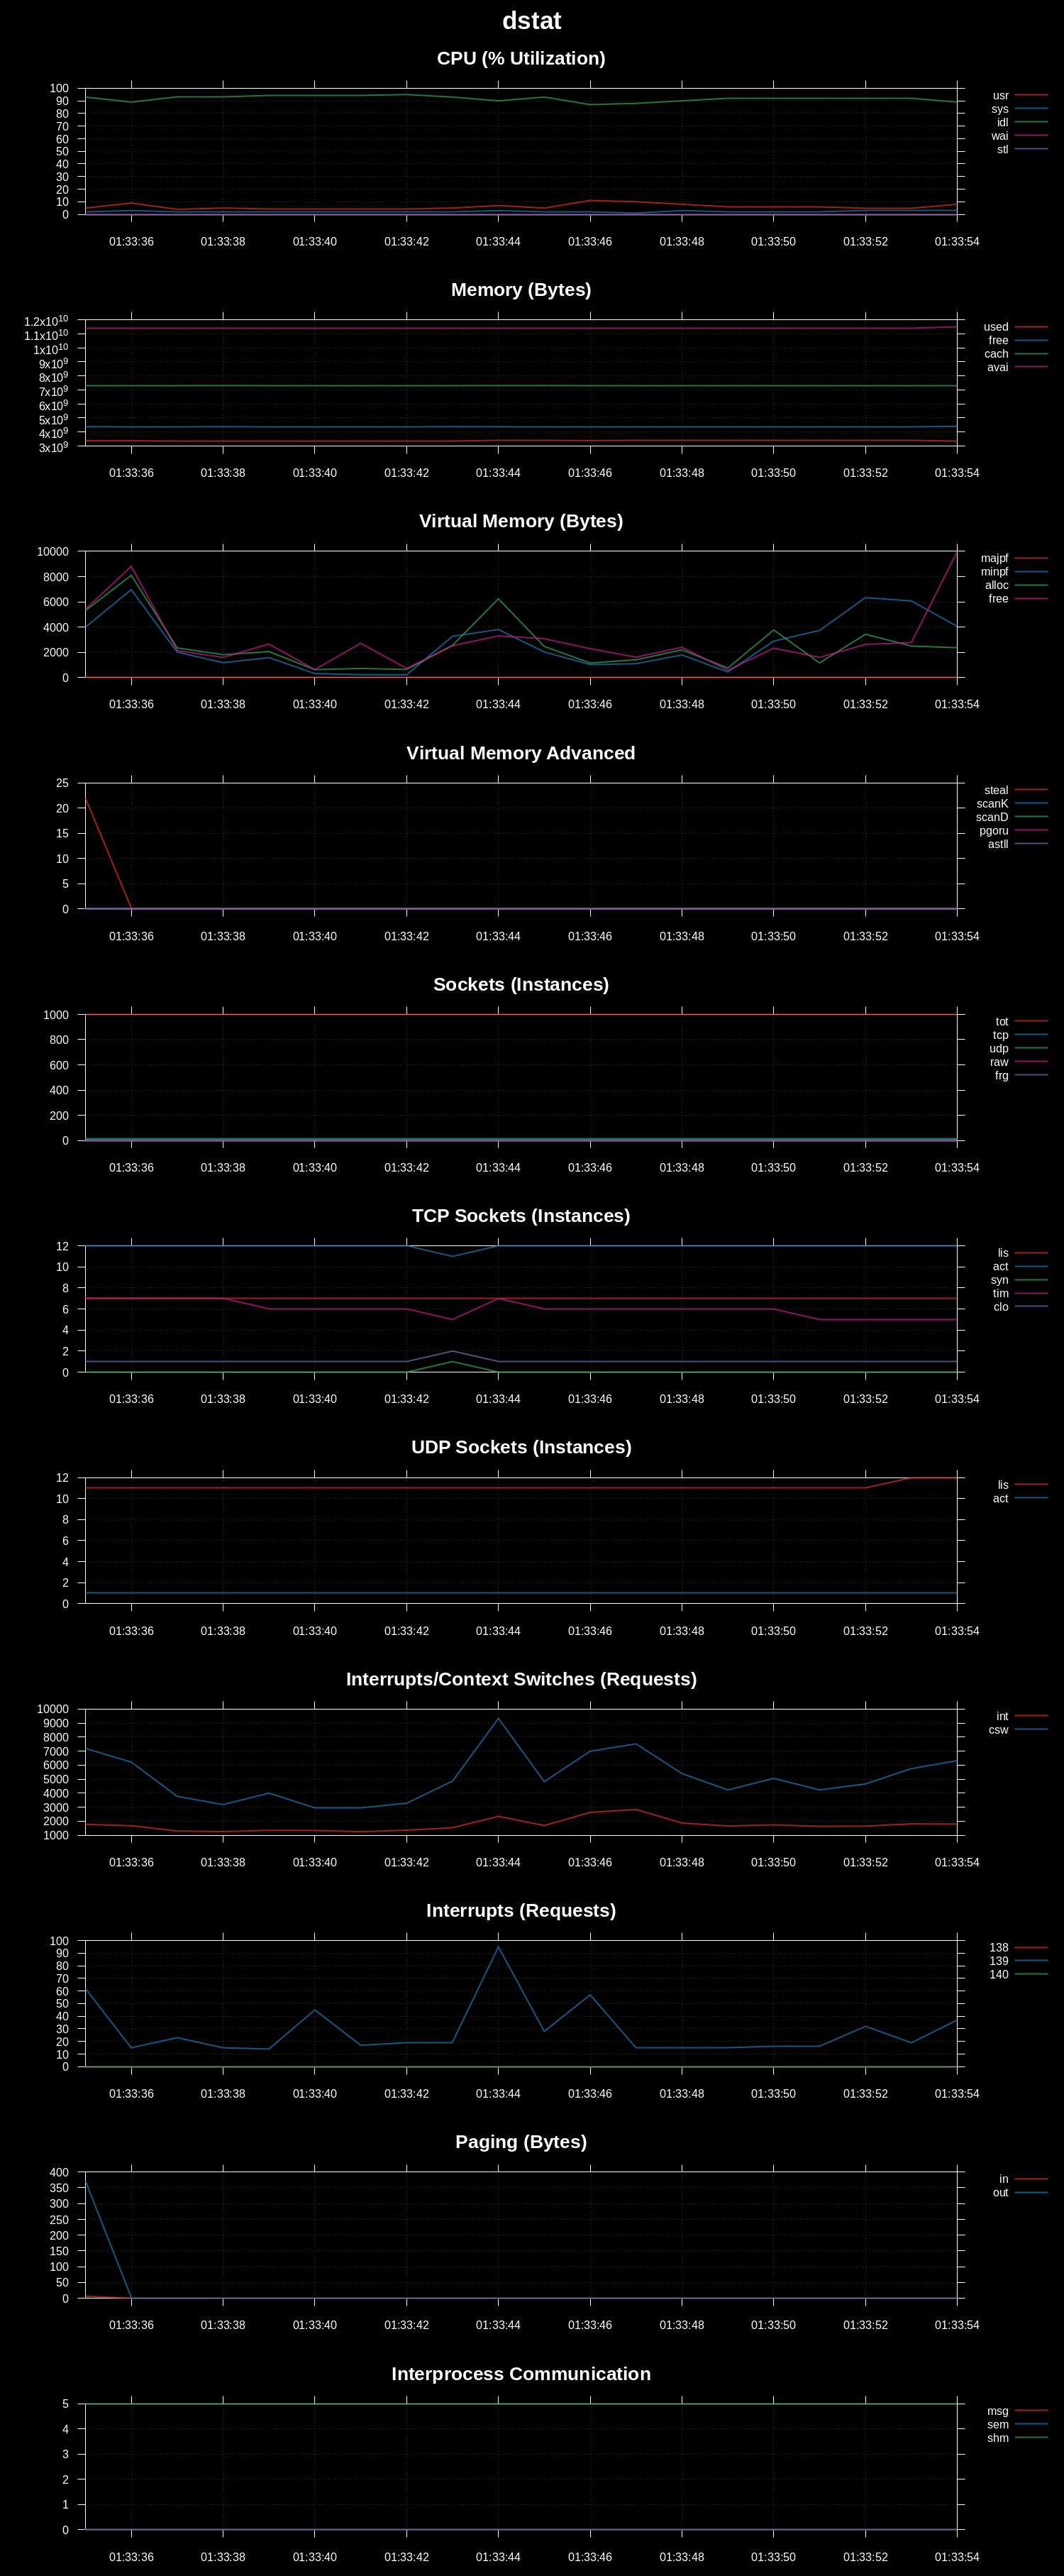 dstat
CPU (% Utilization)
100
90
80
70
60
50
40
30
20
10
0
01:33:36 01:33:38 01:33:40 01:33:42 01:33:44 01:33:46 01:33:48 01:33:50 01:33:52 01:33:54
usr
sys
idl
wai
stl
Memory (Bytes)
1.2x10^10
1.1x10^10
1x10^10
9x10^9
8x10^9
7x10^9
6x10^9
5x10^9
4x10^9
3x10^9
01:33:36 01:33:38 01:33:40 01:33:42 01:33:44 01:33:46 01:33:48 01:33:50 01:33:52 01:33:54
used
free
cach
avai
Virtual Memory (Bytes)
10000
8000
6000
4000
2000
0
01:33:36 01:33:38 01:33:40 01:33:42 01:33:44 01:33:46 01:33:48 01:33:50 01:33:52 01:33:54
majpf
minpf
alloc
free
Virtual Memory Advanced
25
20
15
10
5
0
01:33:36 01:33:38 01:33:40 01:33:42 01:33:44 01:33:46 01:33:48 01:33:50 01:33:52 01:33:54
steal
scanK
scanD
pgoru
astll
Sockets (Instances)
1000
800
600
400
200
0
01:33:36 01:33:38 01:33:40 01:33:42 01:33:44 01:33:46 01:33:48 01:33:50 01:33:52 01:33:54
tot
tcp
udp
raw
frg
TCP Sockets (Instances)
12
10
8
6
4
2
0
01:33:36 01:33:38 01:33:40 01:33:42 01:33:44 01:33:46 01:33:48 01:33:50 01:33:52 01:33:54
lis
act
syn
tim
clo
UDP Sockets (Instances)
12
10
8
6
4
2
0
01:33:36 01:33:38 01:33:40 01:33:42 01:33:44 01:33:46 01:33:48 01:33:50 01:33:52 01:33:54
lis
act
Interrupts/Context Switches (Requests)
10000
9000
8000
7000
6000
5000
4000
3000
2000
1000
01:33:36 01:33:38 01:33:40 01:33:42 01:33:44 01:33:46 01:33:48 01:33:50 01:33:52 01:33:54
int
csw
Interrupts (Requests)
100
90
80
70
60
50
40
30
20
10
0
01:33:36 01:33:38 01:33:40 01:33:42 01:33:44 01:33:46 01:33:48 01:33:50 01:33:52 01:33:54
138
139
140
Paging (Bytes)
400
350
300
250
200
150
100
50
0
01:33:36 01:33:38 01:33:40 01:33:42 01:33:44 01:33:46 01:33:48 01:33:50 01:33:52 01:33:54
in
out
Interprocess Communication
5
4
3
2
1
0
01:33:36 01:33:38 01:33:40 01:33:42 01:33:44 01:33:46 01:33:48 01:33:50 01:33:52 01:33:54
msg
sem
shm